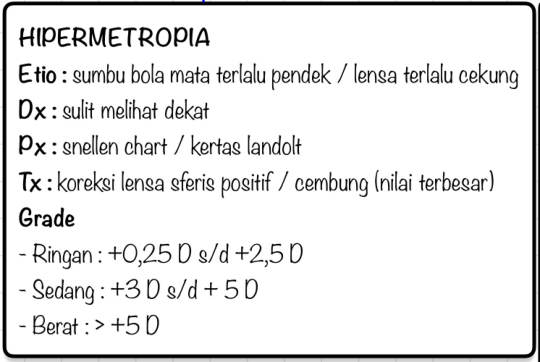 HIPERMETROPIA
Etio : sumbu bola mata terlalu pendek / lensa terlalu cekung
Dx : sulit melihat dekat
Px : snellen chart / kertas landolt
Tx : koreksi lensa sferis positif / cembung (nilai terbesar)
Grade
- Ringan : +0,25 D s/d +2,5 D
- Sedang : +3 D s/d + 5 D
- Berat : > +5 D